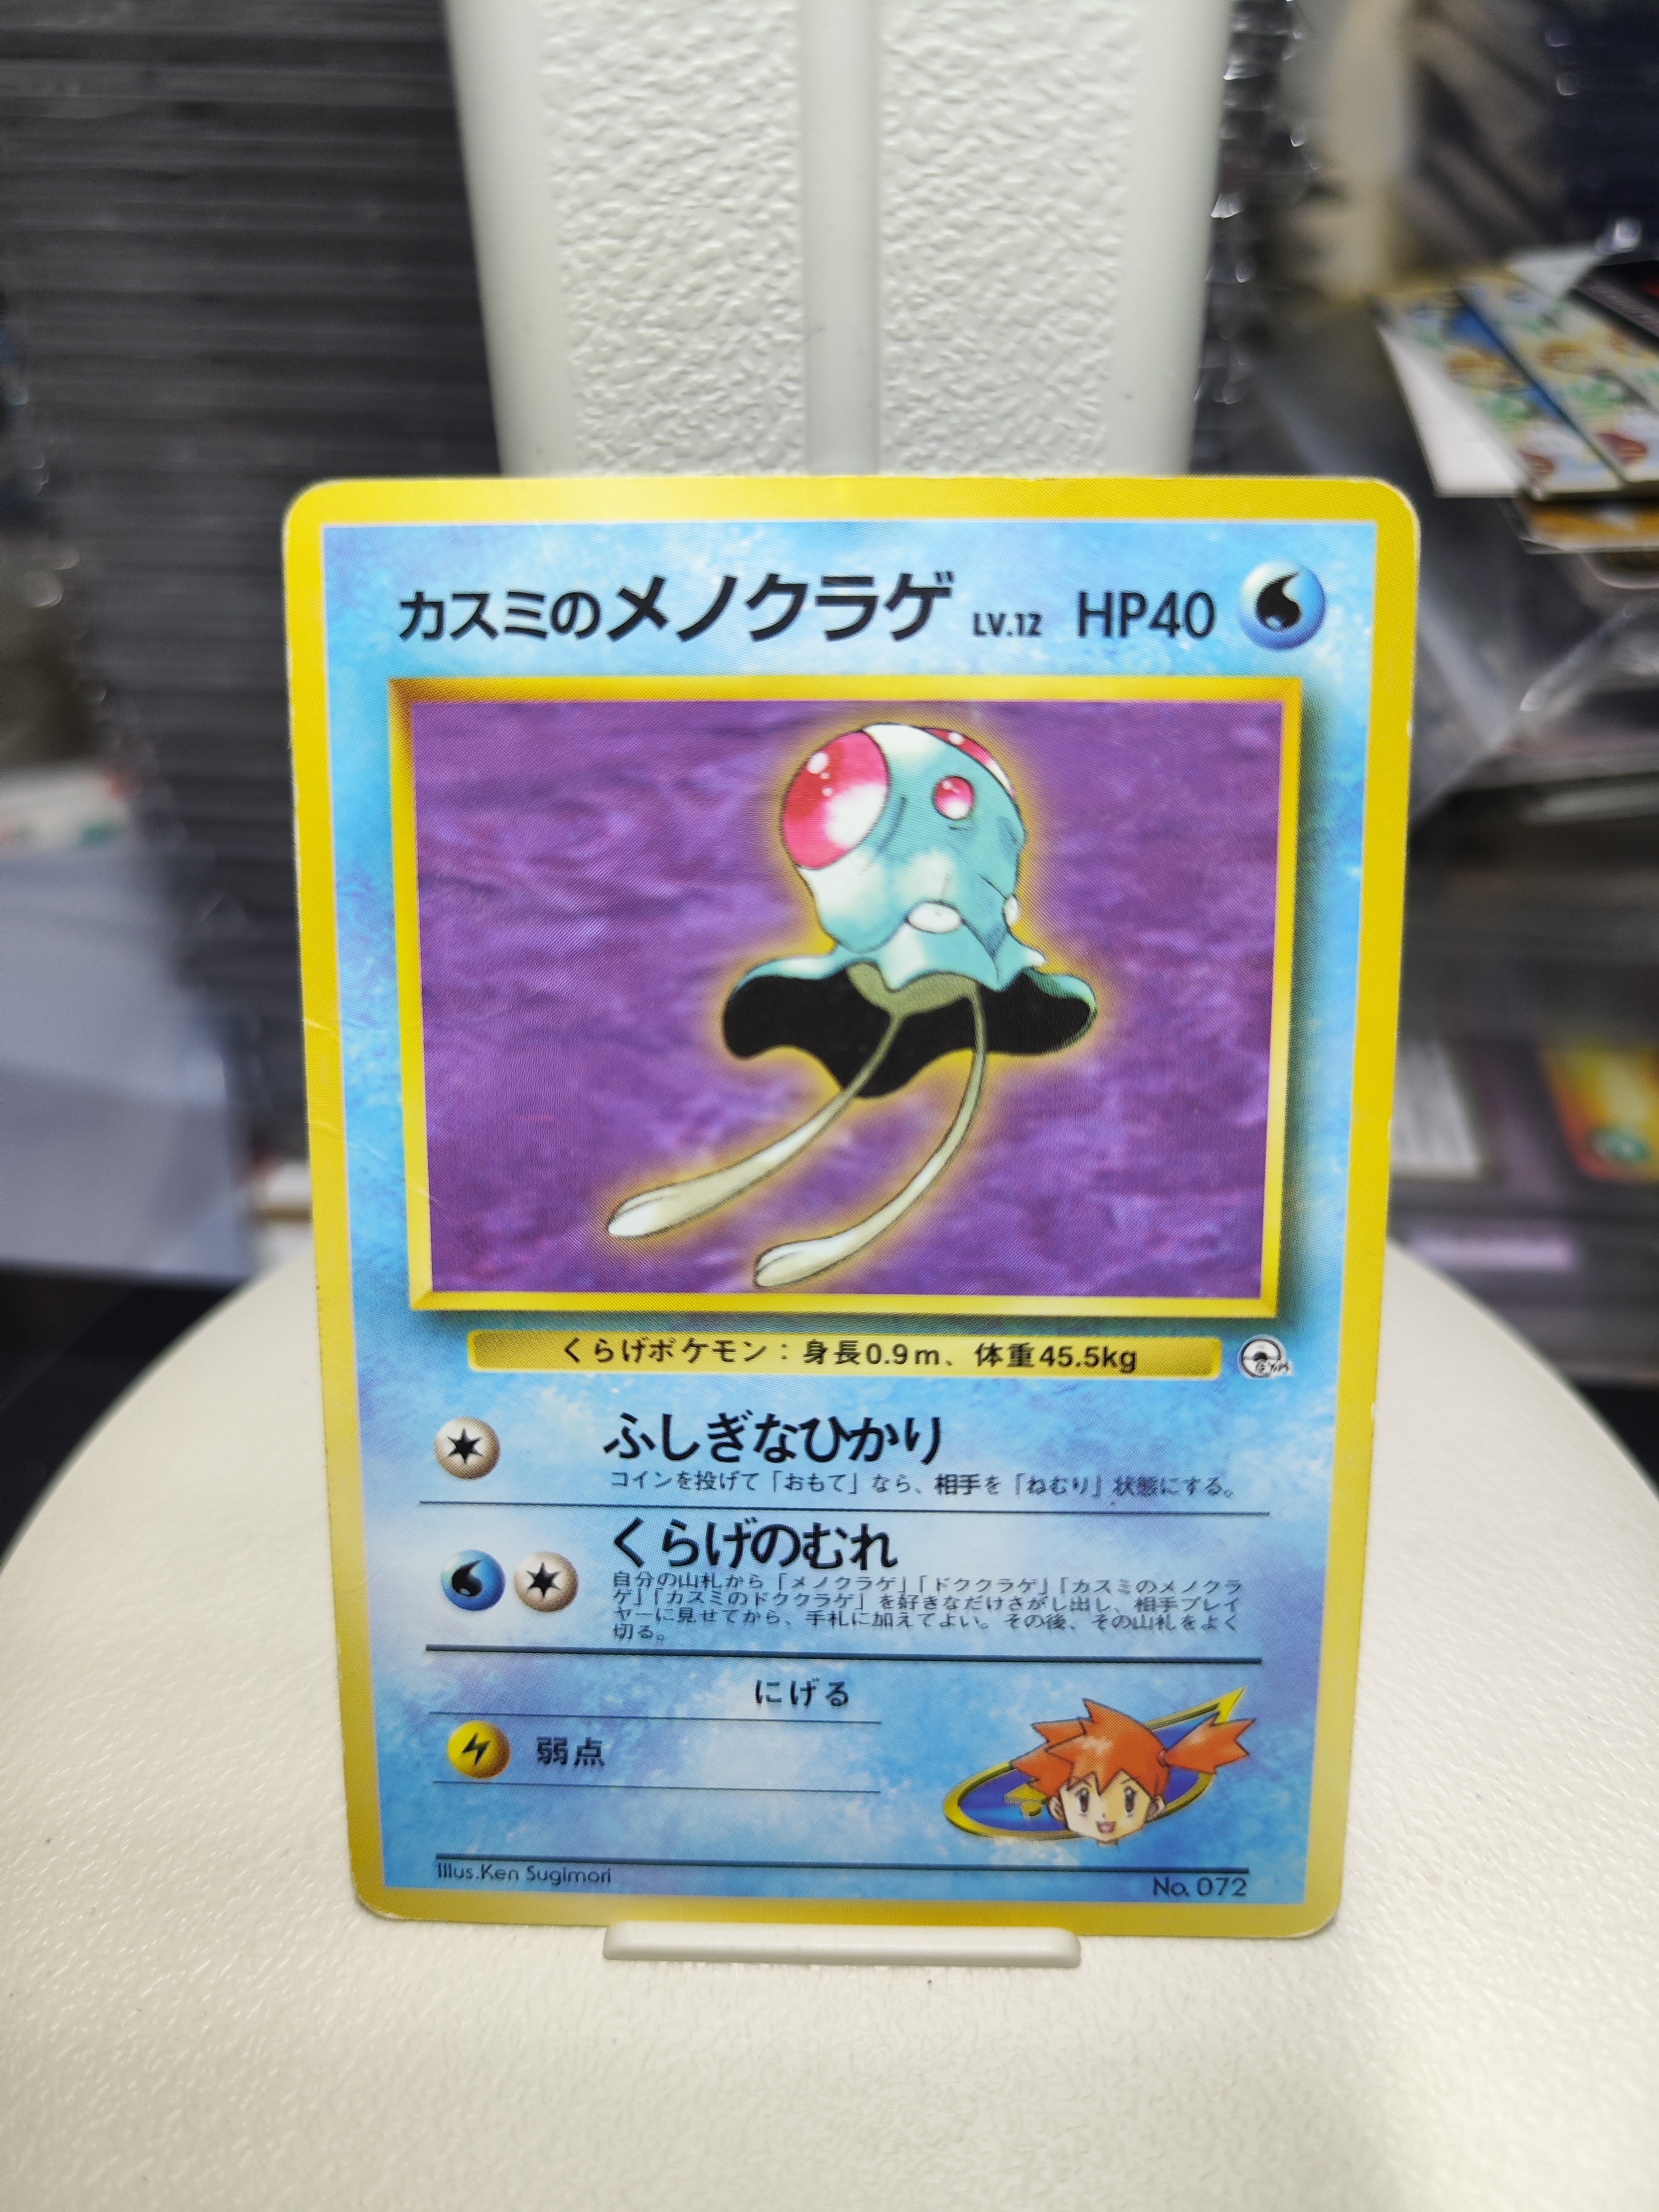 カスミのメノクラゲ LV.12 HP40
くらげポケモン：身長0.9m、体重45.5kg
GYM
ふしぎなひかり
コインを投げて「おもて」なら、相手を「ねむり」状態にする。
くらげのむれ
自分の山札から「メノクラゲ」「ドククラゲ」「カスミのメノクラ
ゲ」「カスミのドククラゲ」を好きなだけさがし出し、相手プレイ
ヤーに見せてから、手札に加えてよい。その後、その山札をよく
切る。
にげる
弱点
Illus.Ken Sugimori
No. 072